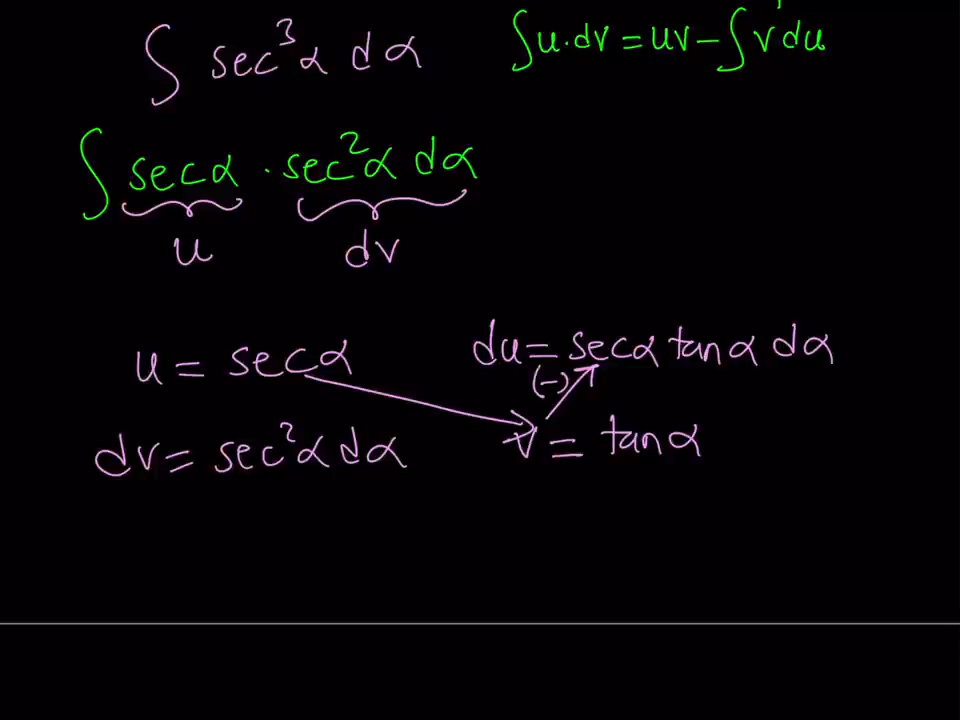 ∫ sec³α dα ∫u·dv = uv − ∫v du
∫ secα · sec²α dα
u dv
u = secα du = secα tanα dα
(−)
dv = sec²α dα v = tanα